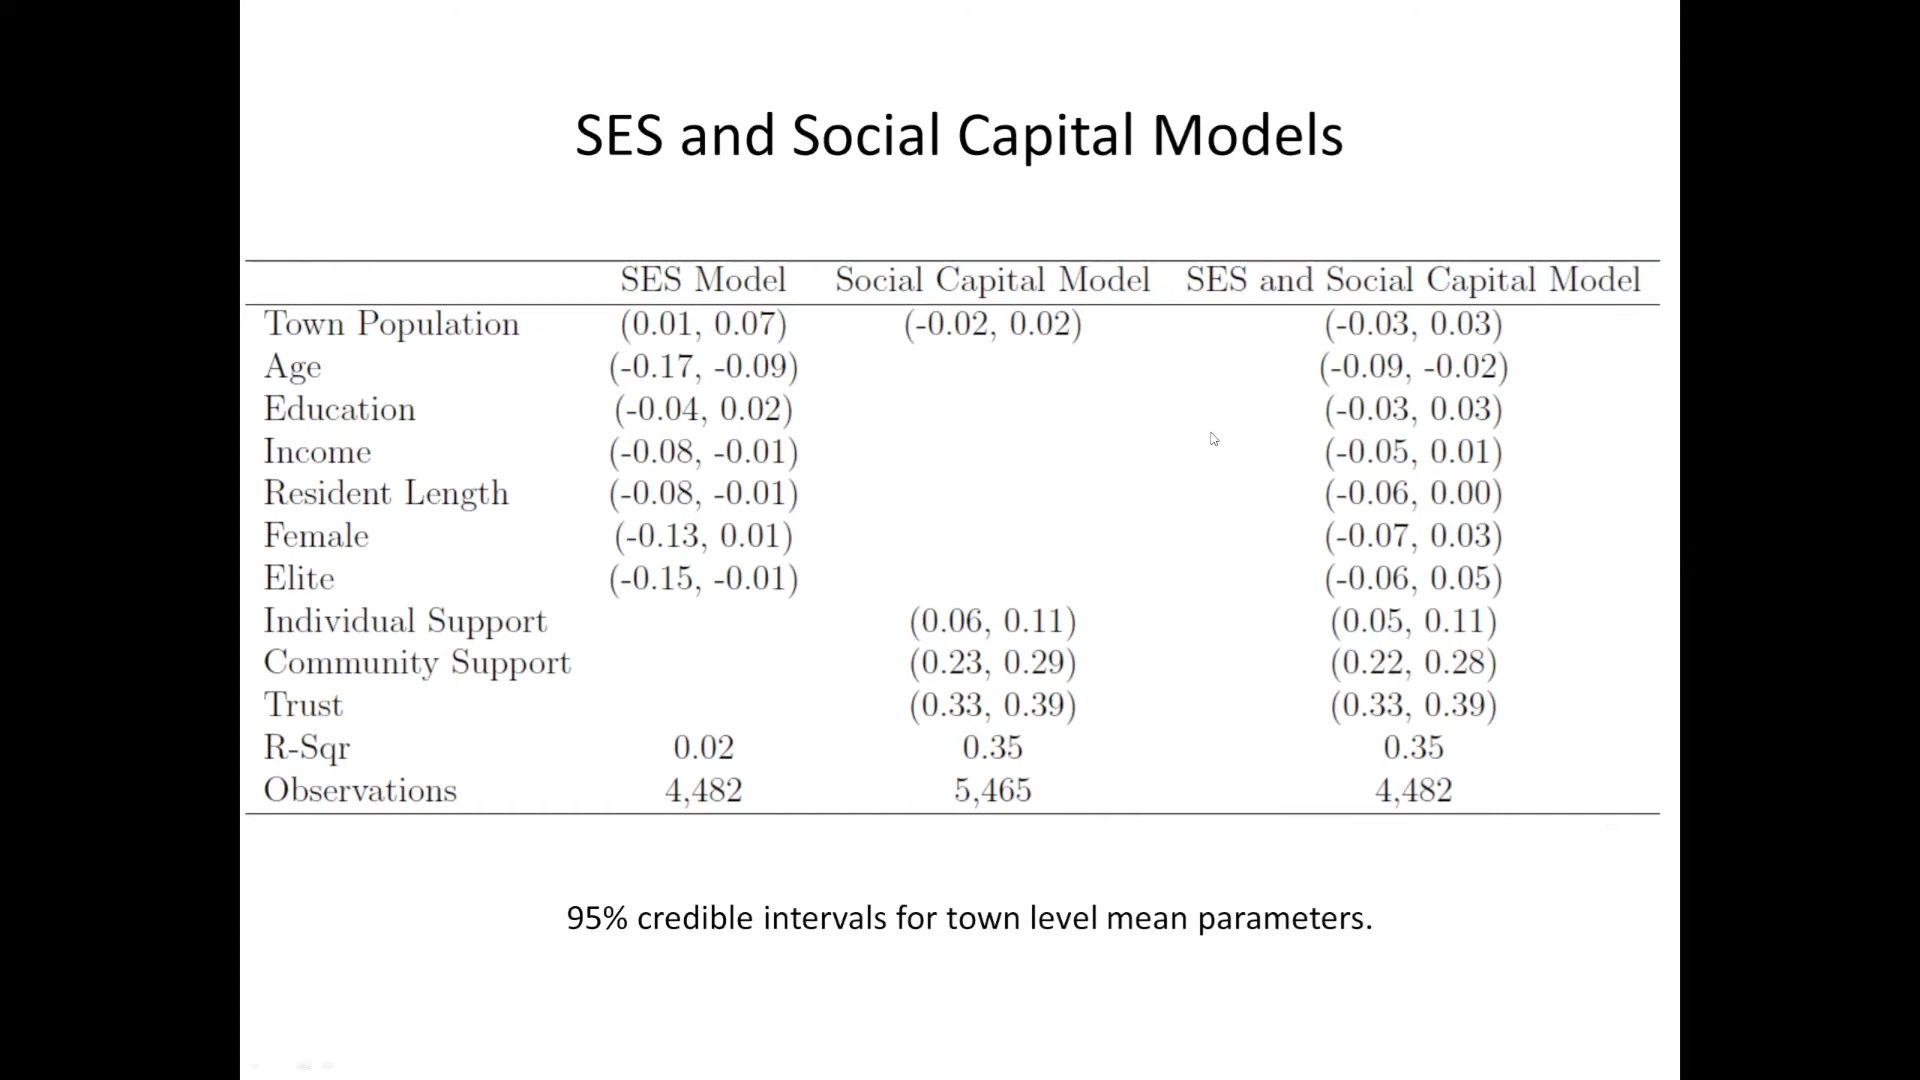 SES and Social Capital Models
SES Model Social Capital Model SES and Social Capital Model
Town Population (0.01, 0.07) (-0.02, 0.02) (-0.03, 0.03)
Age (-0.17, -0.09) (-0.09, -0.02)
Education (-0.04, 0.02) (-0.03, 0.03)
Income (-0.08, -0.01) (-0.05, 0.01)
Resident Length (-0.08, -0.01) (-0.06, 0.00)
Female (-0.13, 0.01) (-0.07, 0.03)
Elite (-0.15, -0.01) (-0.06, 0.05)
Individual Support (0.06, 0.11) (0.05, 0.11)
Community Support (0.23, 0.29) (0.22, 0.28)
Trust (0.33, 0.39) (0.33, 0.39)
R-Sqr 0.02 0.35 0.35
Observations 4,482 5,465 4,482
95% credible intervals for town level mean parameters.